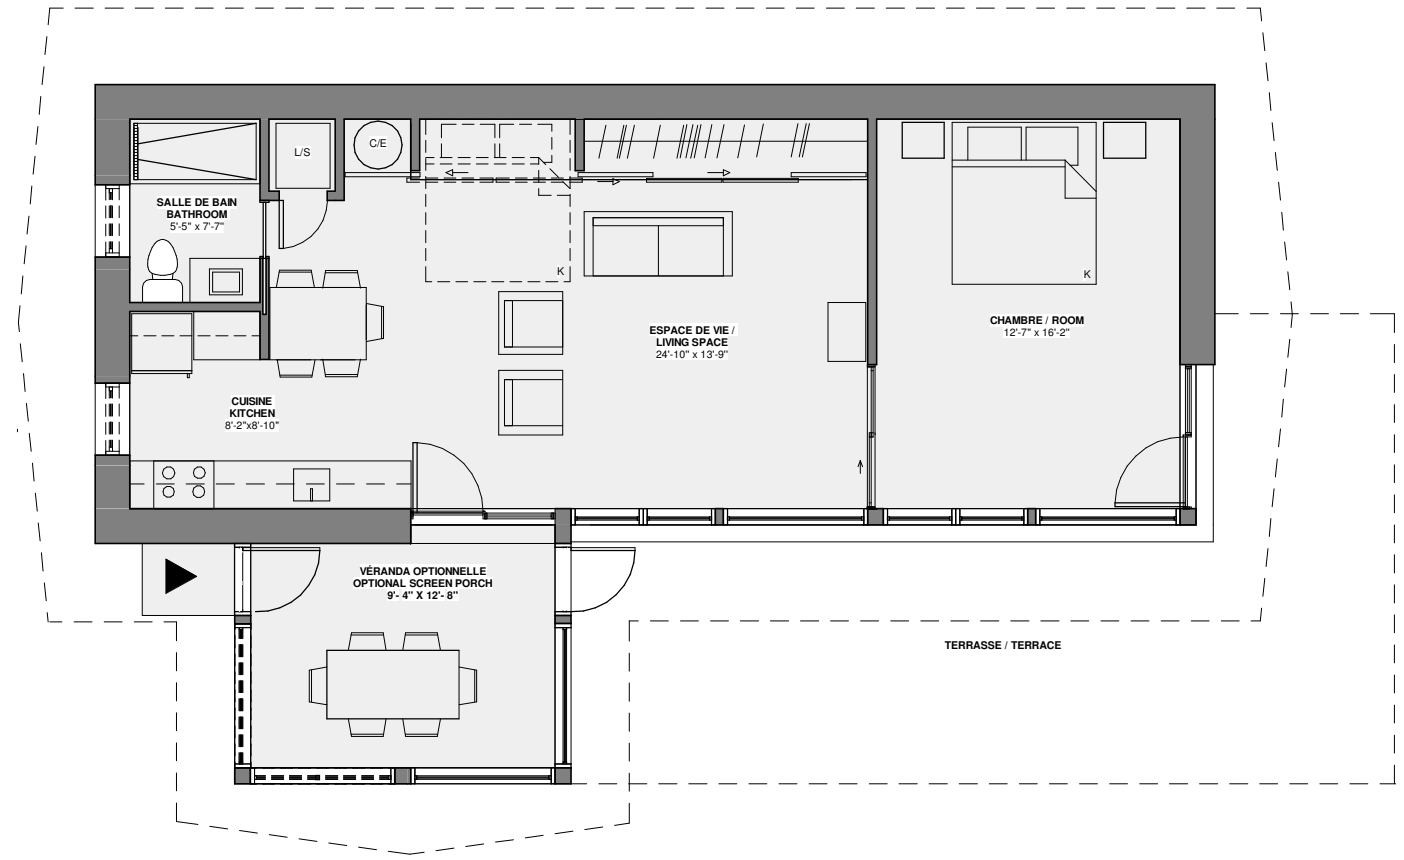 L/S
C/E
SALLE DE BAIN
BATHROOM
5'-5" x 7'-7"
K
K
ESPACE DE VIE /
LIVING SPACE
24'-10" x 13'-9"
CHAMBRE / ROOM
12'-7" x 16'-2"
CUISINE
KITCHEN
8'-2"x8'-10"
VÉRANDA OPTIONNELLE
OPTIONAL SCREEN PORCH
9'- 4" X 12'- 8"
TERRASSE / TERRACE